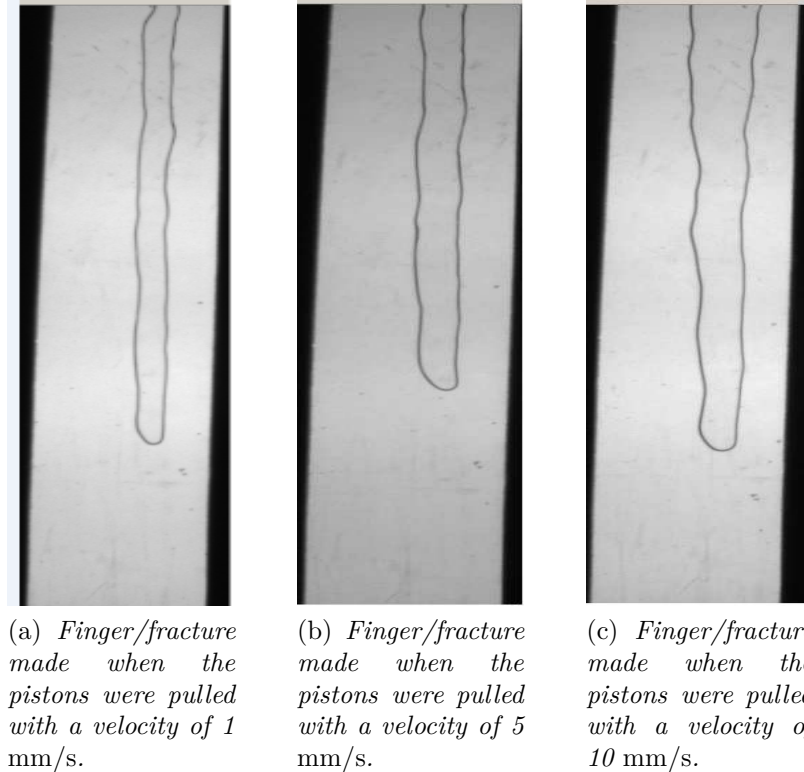 (a) Finger/fracture
made when the
pistons were pulled
with a velocity of 1
mm/s.
(b) Finger/fracture
made when the
pistons were pulled
with a velocity of 5
mm/s.
(c) Finger/fractur
made when th
pistons were pulled
with a velocity o
10 mm/s.